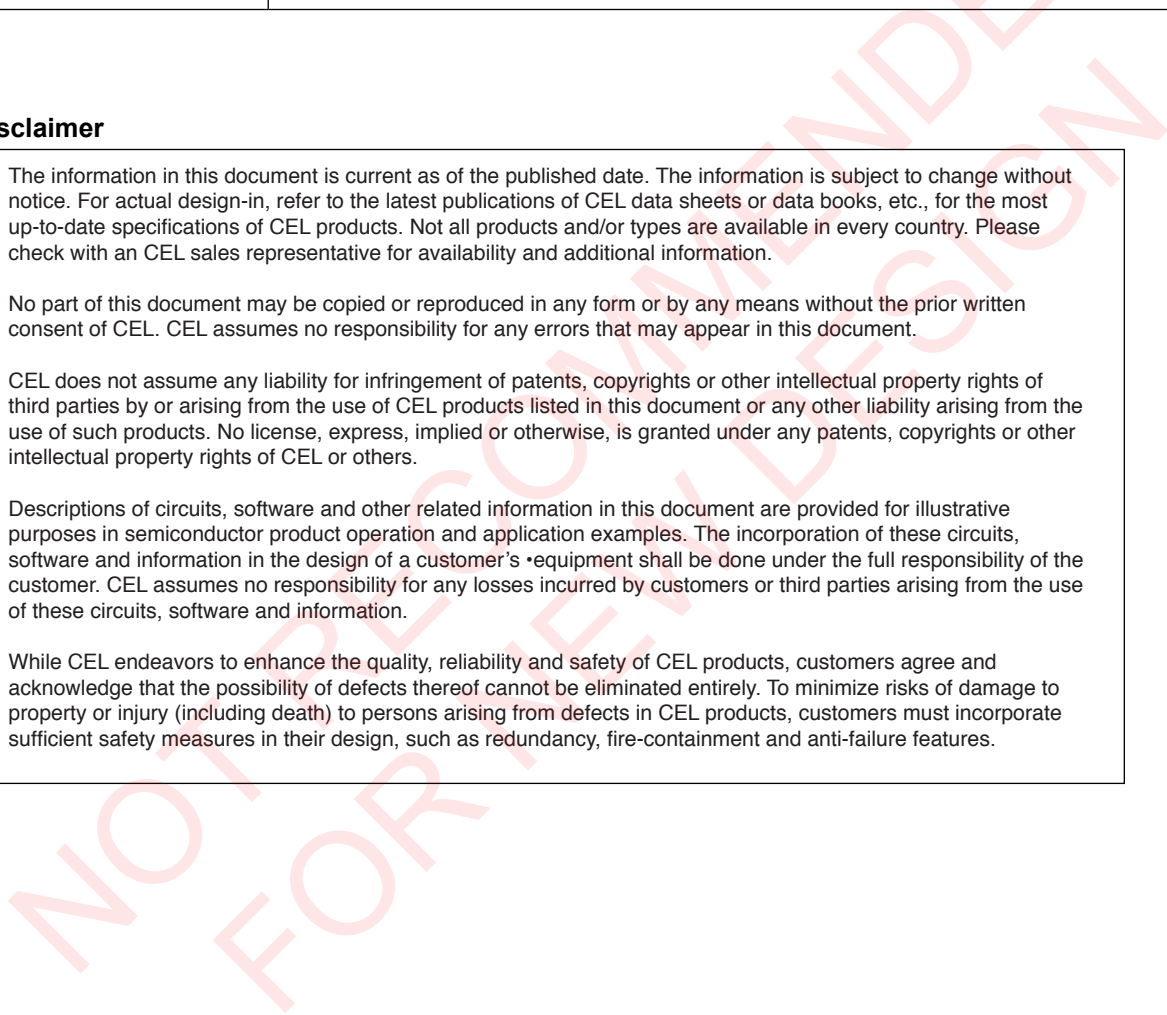 sclaimer
The information in this document is current as of the published date. The information is subject to change without
notice. For actual design-in, refer to the latest publications of CEL data sheets or data books, etc., for the most
up-to-date specifications of CEL products. Not all products and/or types are available in every country. Please
check with an CEL sales representative for availability and additional information.
No part of this document may be copied or reproduced in any form or by any means without the prior written
consent of CEL. CEL assumes no responsibility for any errors that may appear in this document.
CEL does not assume any liability for infringement of patents, copyrights or other intellectual property rights of
third parties by or arising from the use of CEL products listed in this document or any other liability arising from the
use of such products. No license, express, implied or otherwise, is granted under any patents, copyrights or other
intellectual property rights of CEL or others.
Descriptions of circuits, software and other related information in this document are provided for illustrative
purposes in semiconductor product operation and application examples. The incorporation of these circuits,
software and information in the design of a customer’s •equipment shall be done under the full responsibility of the
customer. CEL assumes no responsibility for any losses incurred by customers or third parties arising from the use
of these circuits, software and information.
While CEL endeavors to enhance the quality, reliability and safety of CEL products, customers agree and
acknowledge that the possibility of defects thereof cannot be eliminated entirely. To minimize risks of damage to
property or injury (including death) to persons arising from defects in CEL products, customers must incorporate
sufficient safety measures in their design, such as redundancy, fire-containment and anti-failure features.
NOT RECOMMENDE
FOR NEW DESIGN